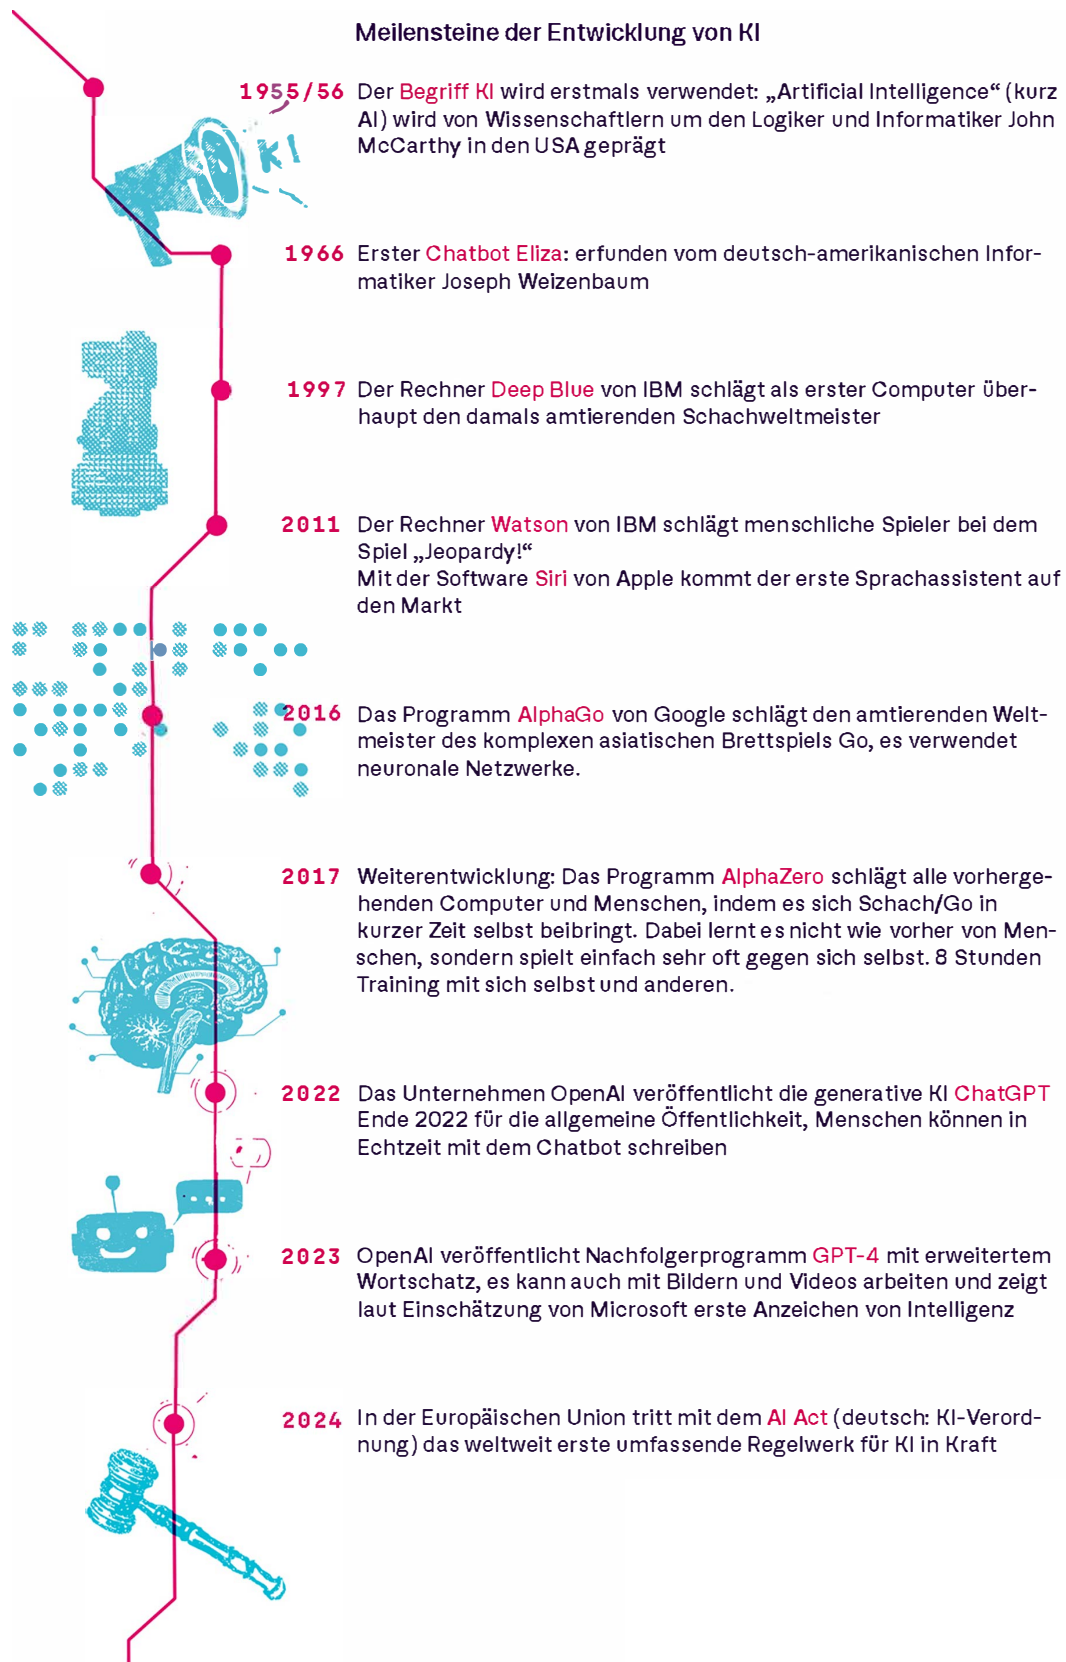 Meilensteine der Entwicklung von KI
1955/56 Der Begriff KI wird erstmals verwendet: „Artificial Intelligence“ (kurz
AI) wird von Wissenschaftlern um den Logiker und Informatiker John
McCarthy in den USA geprägt
KI
1966 Erster Chatbot Eliza: erfunden vom deutsch-amerikanischen Infor-
matiker Joseph Weizenbaum
1997 Der Rechner Deep Blue von IBM schlägt als erster Computer über-
haupt den damals amtierenden Schachweltmeister
2011 Der Rechner Watson von IBM schlägt menschliche Spieler bei dem
Spiel „Jeopardy!“
Mit der Software Siri von Apple kommt der erste Sprachassistent auf
den Markt
2016 Das Programm AlphaGo von Google schlägt den amtierenden Welt-
meister des komplexen asiatischen Brettspiels Go, es verwendet
neuronale Netzwerke.
2017 Weiterentwicklung: Das Programm AlphaZero schlägt alle vorherge-
henden Computer und Menschen, indem es sich Schach/Go in
kurzer Zeit selbst beibringt. Dabei lernt es nicht wie vorher von Men-
schen, sondern spielt einfach sehr oft gegen sich selbst. 8 Stunden
Training mit sich selbst und anderen.
2022 Das Unternehmen OpenAI veröffentlicht die generative KI ChatGPT
Ende 2022 für die allgemeine Öffentlichkeit, Menschen können in
Echtzeit mit dem Chatbot schreiben
2023 OpenAI veröffentlicht Nachfolgerprogramm GPT-4 mit erweitertem
Wortschatz, es kann auch mit Bildern und Videos arbeiten und zeigt
laut Einschätzung von Microsoft erste Anzeichen von Intelligenz
2024 In der Europäischen Union tritt mit dem AI Act (deutsch: KI-Verord-
nung) das weltweit erste umfassende Regelwerk für KI in Kraft